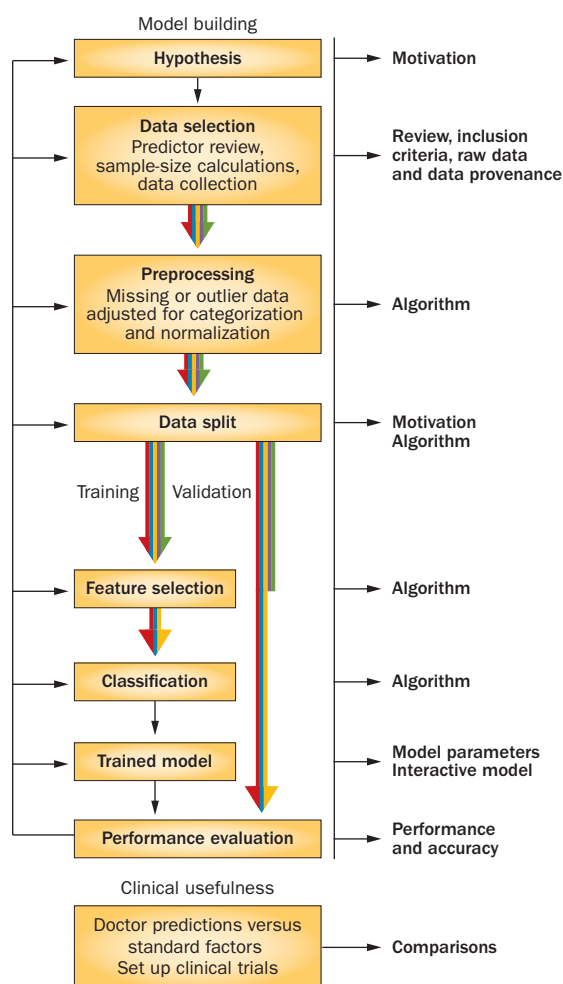 Model building
Hypothesis
Motivation
Data selection
Predictor review,
sample-size calculations,
data collection
Review, inclusion
criteria, raw data
and data provenance
Preprocessing
Missing or outlier data
adjusted for categorization
and normalization
Algorithm
Data split
Motivation
Algorithm
Training
Validation
Feature selection
Algorithm
Classification
Algorithm
Trained model
Model parameters
Interactive model
Performance evaluation
Performance
and accuracy
Clinical usefulness
Doctor predictions versus
standard factors
Set up clinical trials
Comparisons